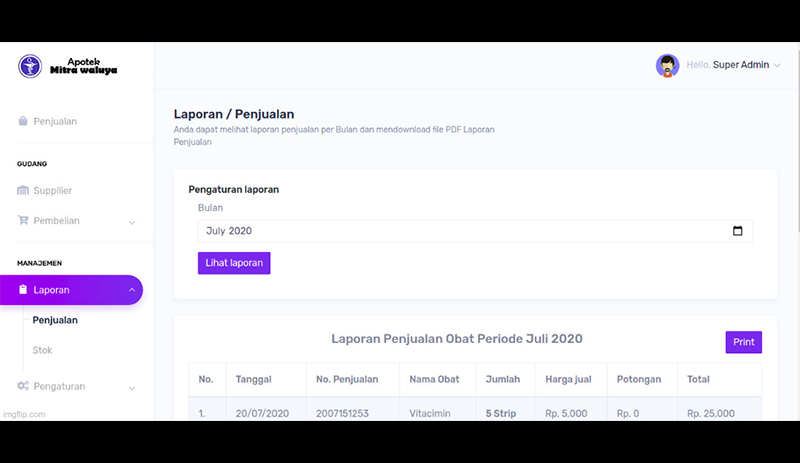 Apotek
Mitra waluya
Hello, Super Admin
Penjualan
GUDANG
Suppllier
Pembelian
MANAJEMEN
Laporan
Penjualan
Stok
Pengaturan
imgflip.com
Laporan / Penjualan
Anda dapat melihat laporan penjualan per Bulan dan mendownload file PDF Laporan
Penjualan
Pengaturan laporan
Bulan
July 2020
Lihat laporan
Laporan Penjualan Obat Periode Juli 2020
Print
No. Tanggal No. Penjualan Nama Obat Jumlah Harga jual Potongan Total
1. 20/07/2020 2007151253 Vitacimin 5 Strip Rp. 5,000 Rp. 0 Rp. 25,000